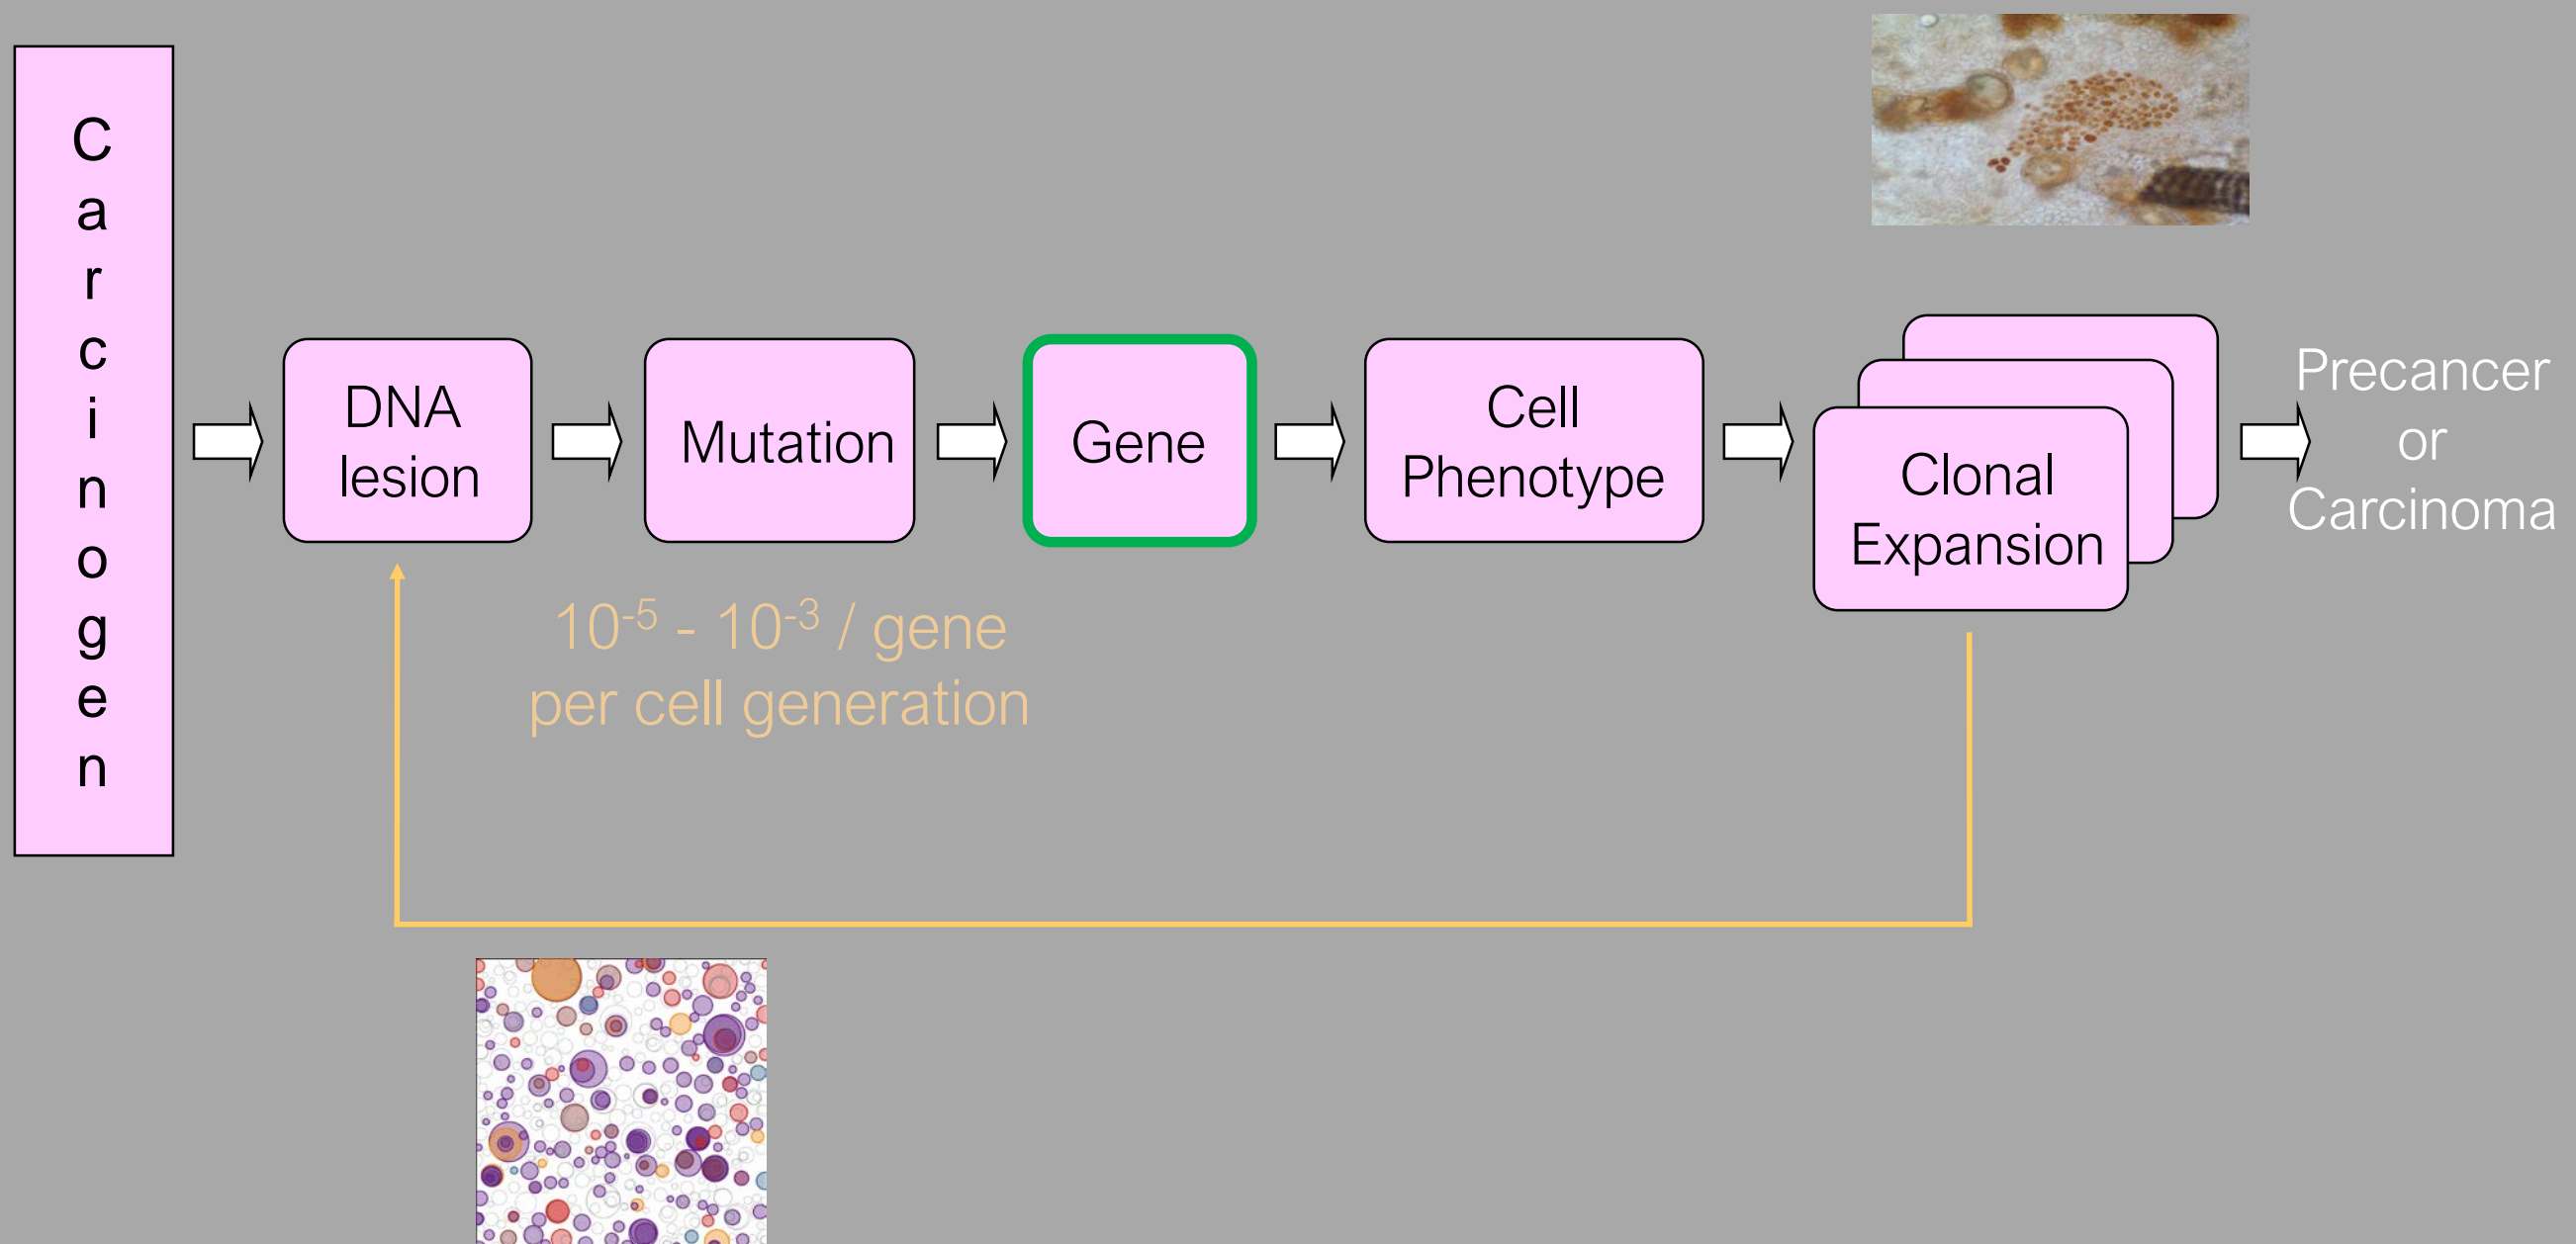 Carcinogen
DNA
lesion
Mutation
Gene
Cell
Phenotype
Clonal
Expansion
Precancer
or
Carcinoma
10⁻⁵ - 10⁻³ / gene
per cell generation